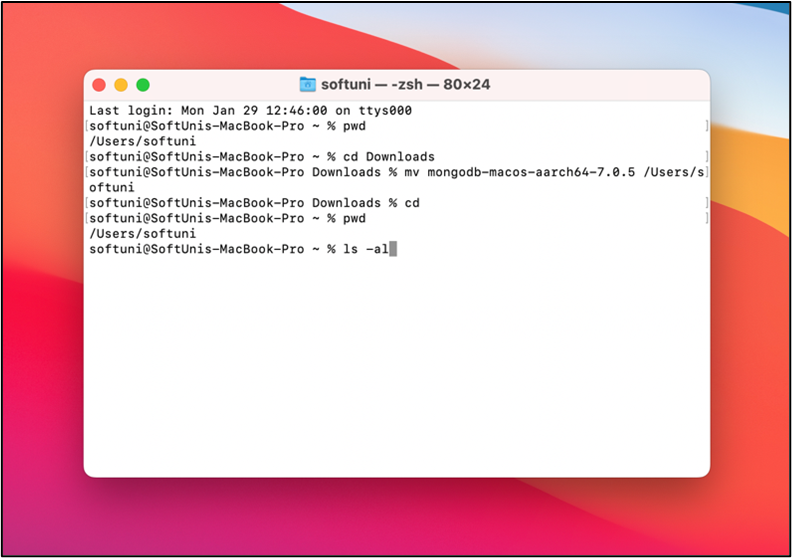 softuni — -zsh — 80×24
Last login: Mon Jan 29 12:46:00 on ttys000
[softuni@SoftUnis-MacBook-Pro ~ % pwd ]
/Users/softuni
[softuni@SoftUnis-MacBook-Pro ~ % cd Downloads ]
[softuni@SoftUnis-MacBook-Pro Downloads % mv mongodb-macos-aarch64-7.0.5 /Users/s]
oftuni
[softuni@SoftUnis-MacBook-Pro Downloads % cd ]
[softuni@SoftUnis-MacBook-Pro ~ % pwd ]
/Users/softuni
softuni@SoftUnis-MacBook-Pro ~ % ls -al